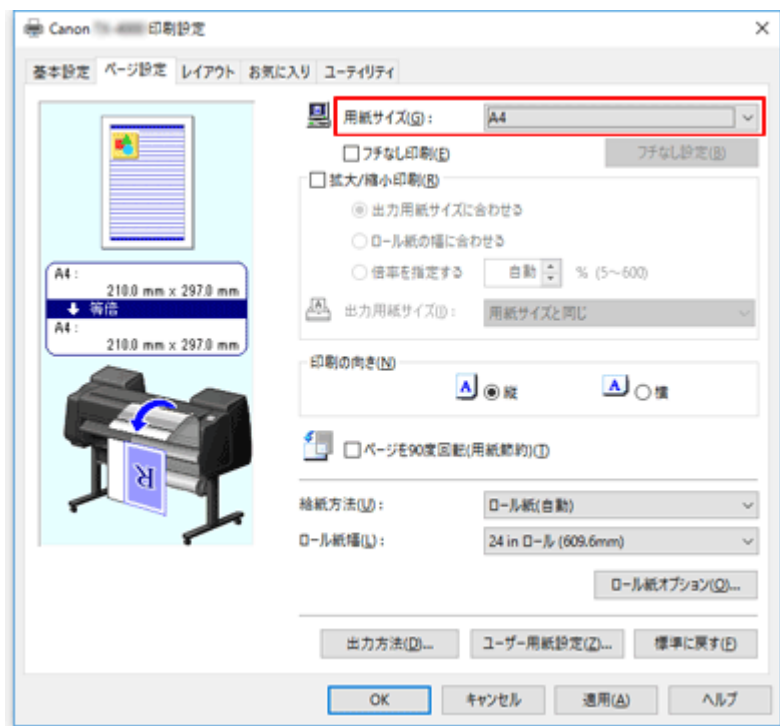 Canon 印刷設定
基本設定 ページ設定 レイアウト お気に入り ユーティリティ
用紙サイズ(G)： A4
フチなし印刷(E) フチなし設定(B)
拡大/縮小印刷(R)
出力用紙サイズに合わせる
ロール紙の幅に合わせる
倍率を指定する 自動 % (5～600)
出力用紙サイズ(I)： 用紙サイズと同じ
A4 :
210.0 mm x 297.0 mm
等倍
A4 :
210.0 mm x 297.0 mm
印刷の向き(N)
A 縦 A 横
R
ページを90度回転(用紙節約)(T)
給紙方法(U)： ロール紙(自動)
ロール紙幅(L)： 24 in ロール (609.6mm)
ロール紙オプション(O)...
出力方法(D)... ユーザー用紙設定(Z)... 標準に戻す(F)
OK キャンセル 適用(A) ヘルプ